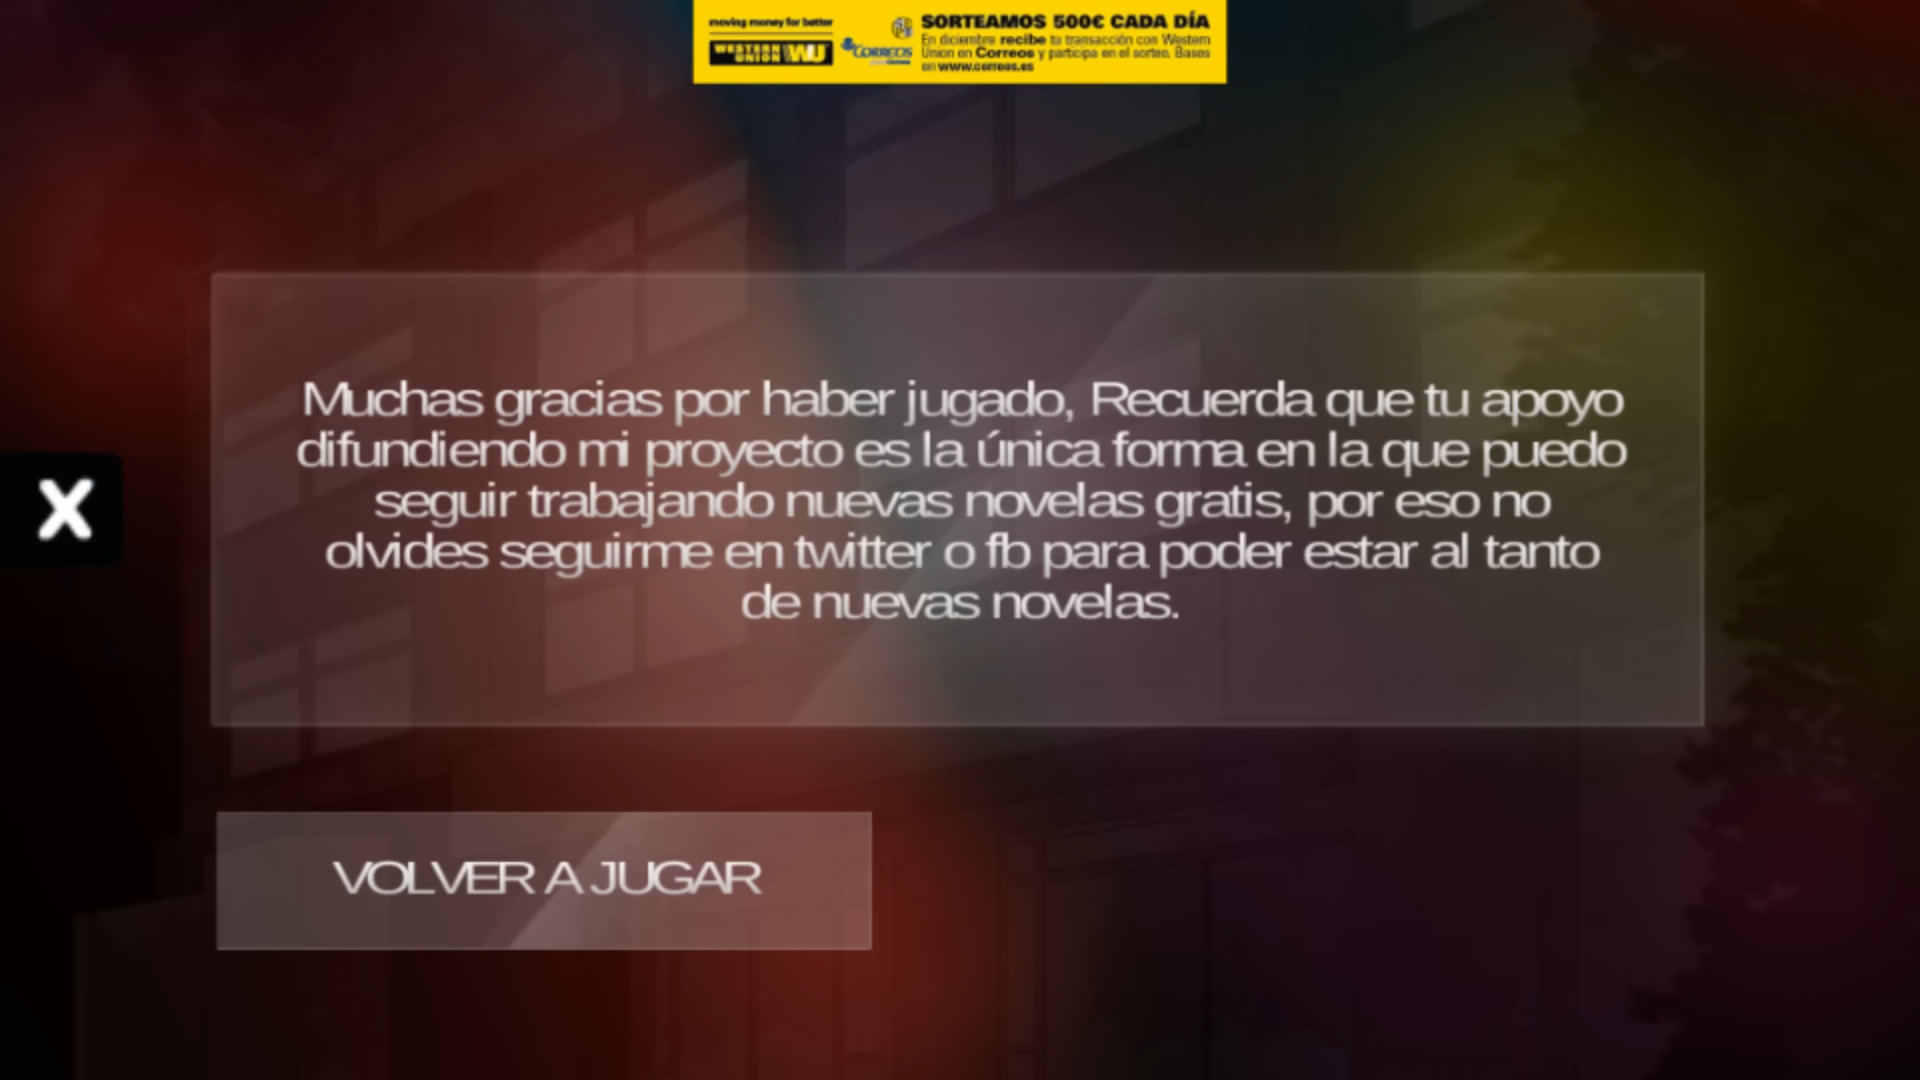 moving money for better
WESTERN UNION WU
CORREOS
SORTEAMOS 500€ CADA DÍA
En diciembre recibe tu transacción con Western
Union en Correos y participa en el sorteo. Bases
en www.correos.es
Muchas gracias por haber jugado, Recuerda que tu apoyo
difundiendo mi proyecto es la única forma en la que puedo
seguir trabajando nuevas novelas gratis, por eso no
olvides seguirme en twitter o fb para poder estar al tanto
de nuevas novelas.
X
VOLVER A JUGAR